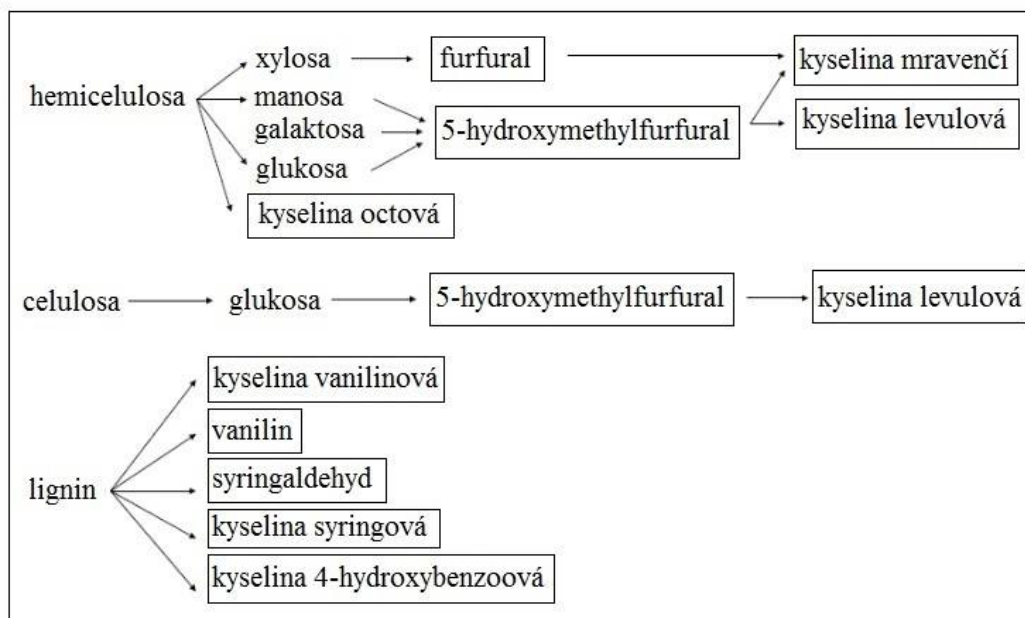 xylosa furfural kyselina mravenčí
hemicelulosa manosa
galaktosa 5-hydroxymethylfurfural kyselina levulová
glukosa
kyselina octová
celulosa glukosa 5-hydroxymethylfurfural kyselina levulová
kyselina vanilinová
vanilin
lignin syringaldehyd
kyselina syringová
kyselina 4-hydroxybenzoová